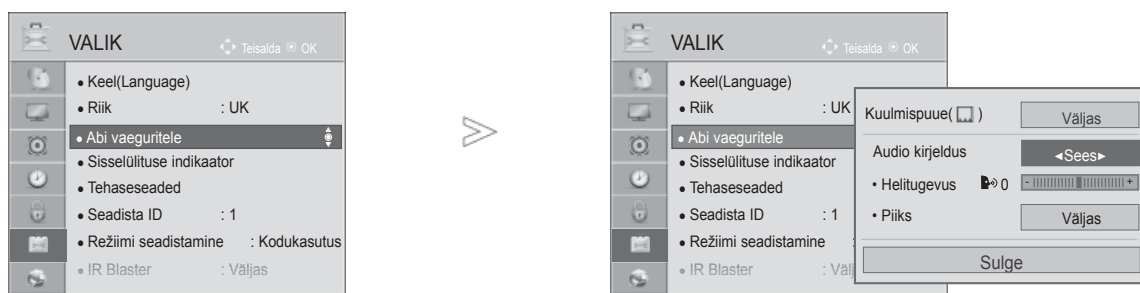 VALIK Teisalda OK
• Keel(Language)
• Riik : UK
• Abi vaeguritele
• Sisselülituse indikaator
• Tehaseseaded
• Seadista ID : 1
• Režiimi seadistamine : Kodukasutus
• IR Blaster : Väljas
VALIK Teisalda OK
• Keel(Language)
• Riik : UK
• Abi vaeguritele
• Sisselülituse indikaator
• Tehaseseaded
• Seadista ID : 1
• Režiimi seadistamine :
• IR Blaster : Välj
Kuulmispuue( ) Väljas
Audio kirjeldus ◄Sees►
• Helitugevus 0 - +
• Piiks Väljas
Sulge